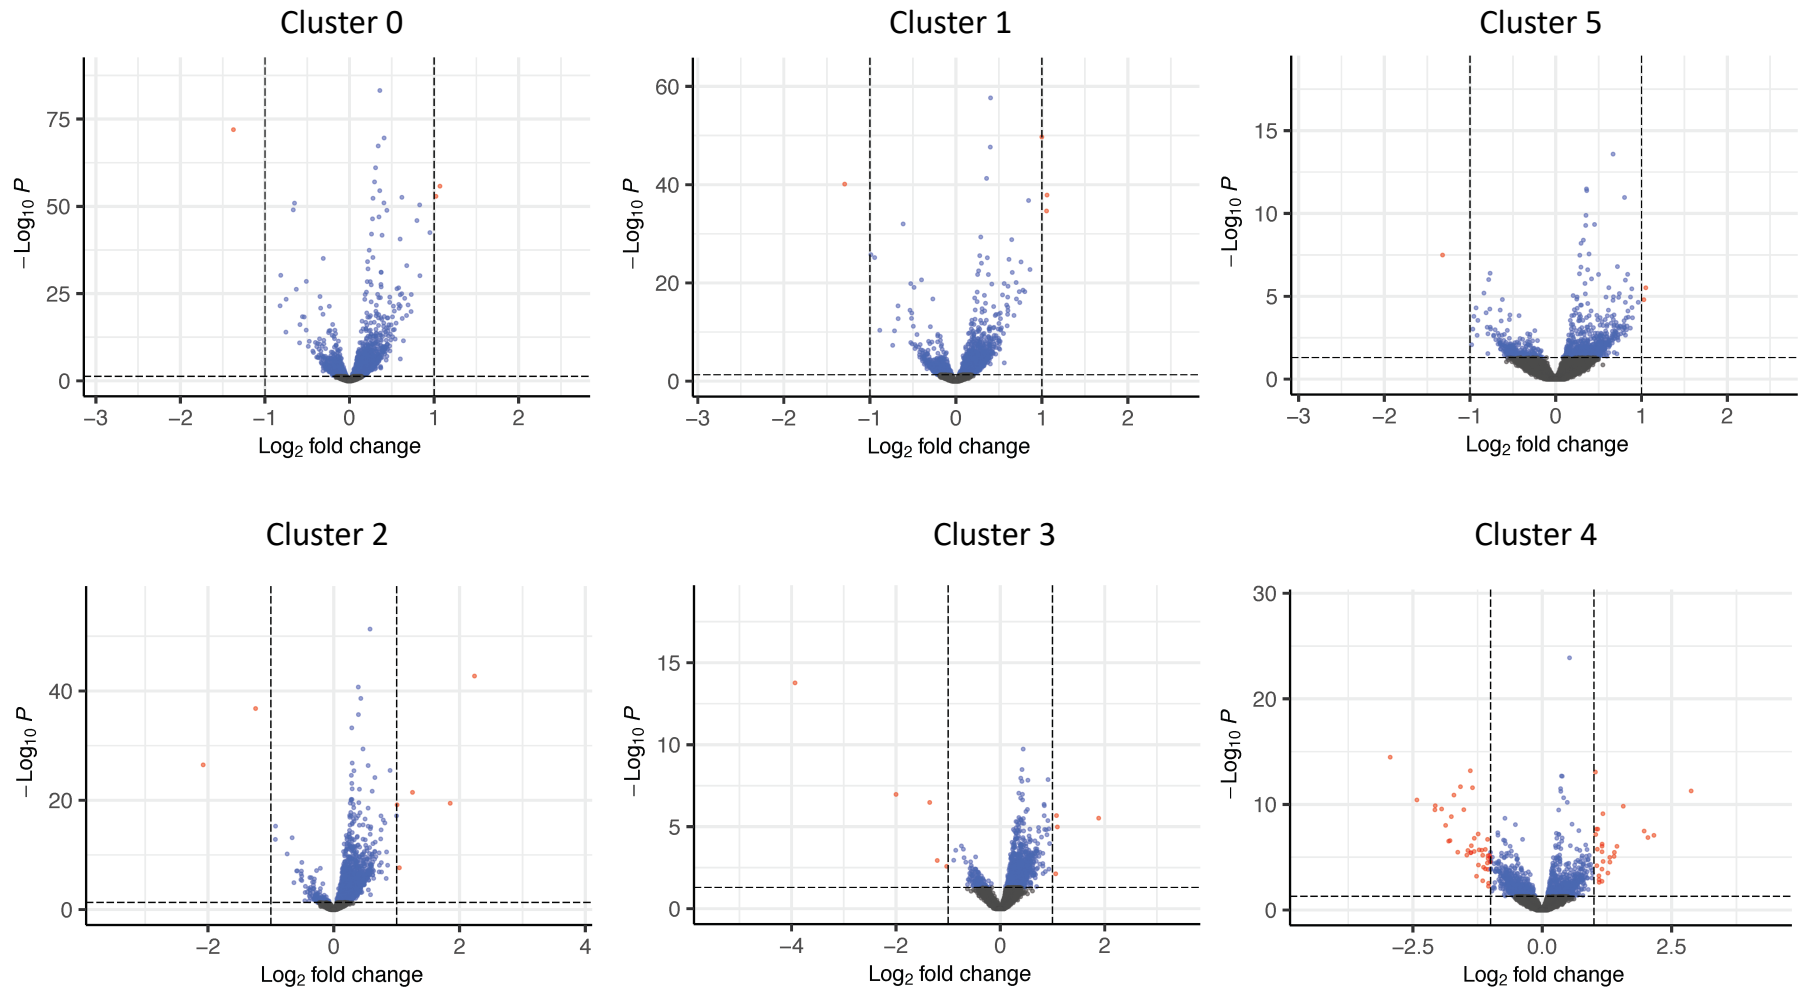 Cluster 0
75
50
25
0
−3 −2 −1 0 1 2
Log2 fold change
−Log10 P
Cluster 1
60
40
20
0
−3 −2 −1 0 1 2
Log2 fold change
−Log10 P
Cluster 5
15
10
5
0
−3 −2 −1 0 1 2
Log2 fold change
−Log10 P
Cluster 2
40
20
0
−2 0 2 4
Log2 fold change
−Log10 P
Cluster 3
15
10
5
0
−4 −2 0 2
Log2 fold change
−Log10 P
Cluster 4
30
20
10
0
−2.5 0.0 2.5
Log2 fold change
−Log10 P